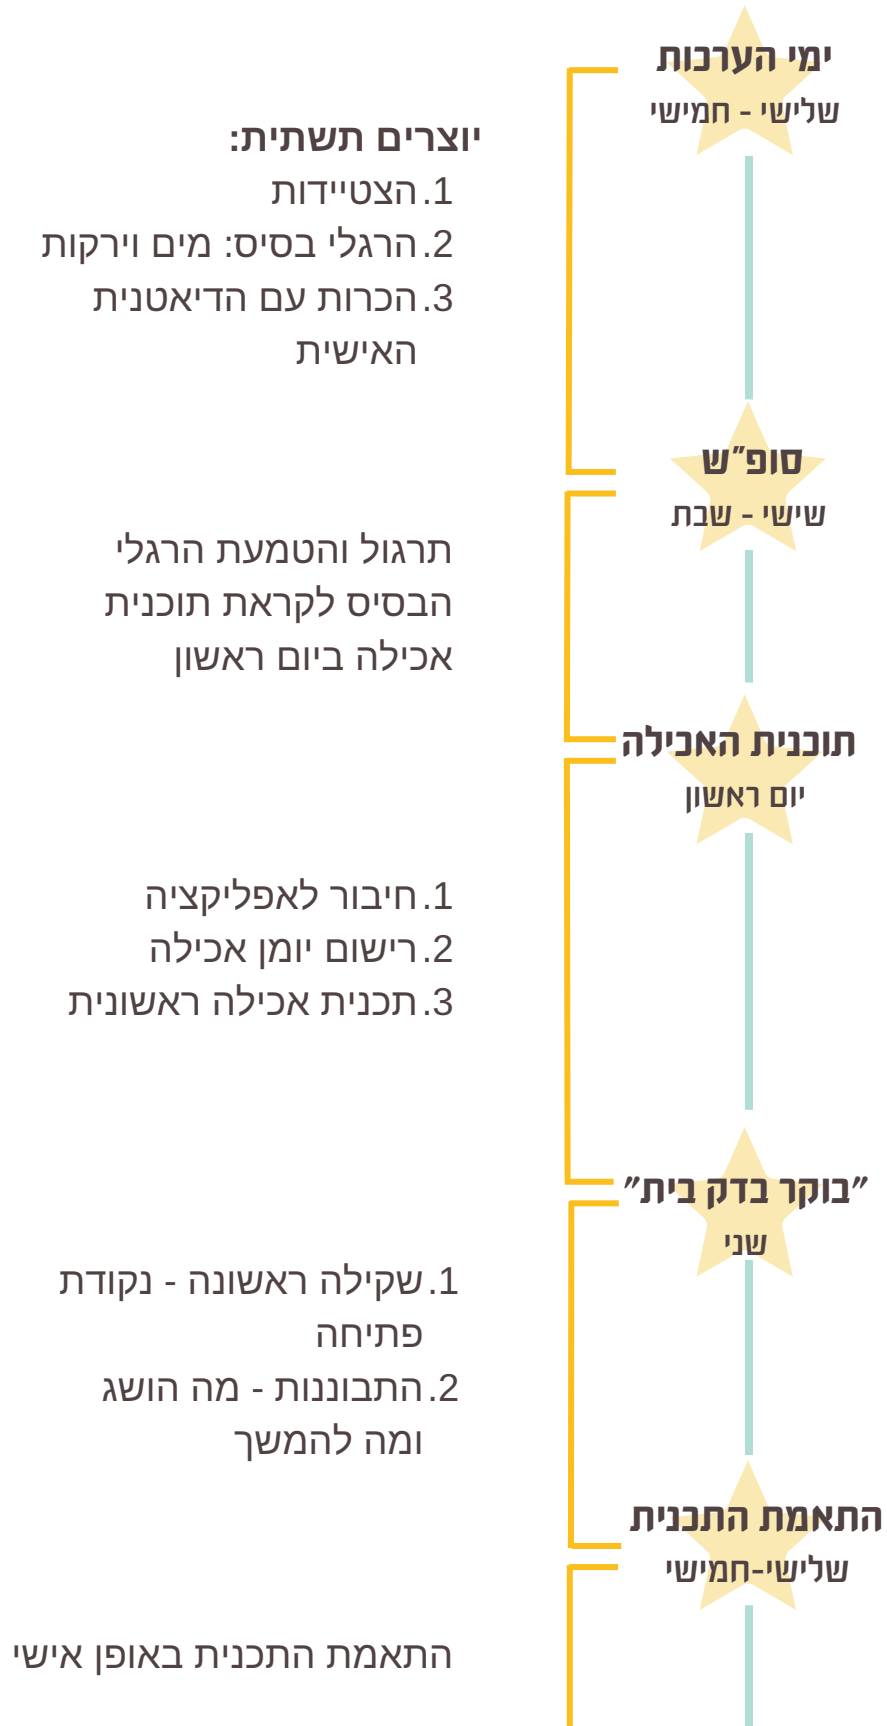 ימי הערכות
שלישי - חמישי
יוצרים תשתית:
1. הצטיידות
2. הרגלי בסיס: מים וירקות
3. הכרות עם הדיאטנית
האישית
סופ״ש
שישי - שבת
תרגול והטמעת הרגלי
הבסיס לקראת תוכנית
אכילה ביום ראשון
תוכנית האכילה
יום ראשון
1. חיבור לאפליקציה
2. רישום יומן אכילה
3. תכנית אכילה ראשונית
״בוקר בדק בית״
שני
1. שקילה ראשונה - נקודת
פתיחה
2. התבוננות - מה הושג
ומה להמשך
התאמת התכנית
שלישי-חמישי
התאמת התכנית באופן אישי